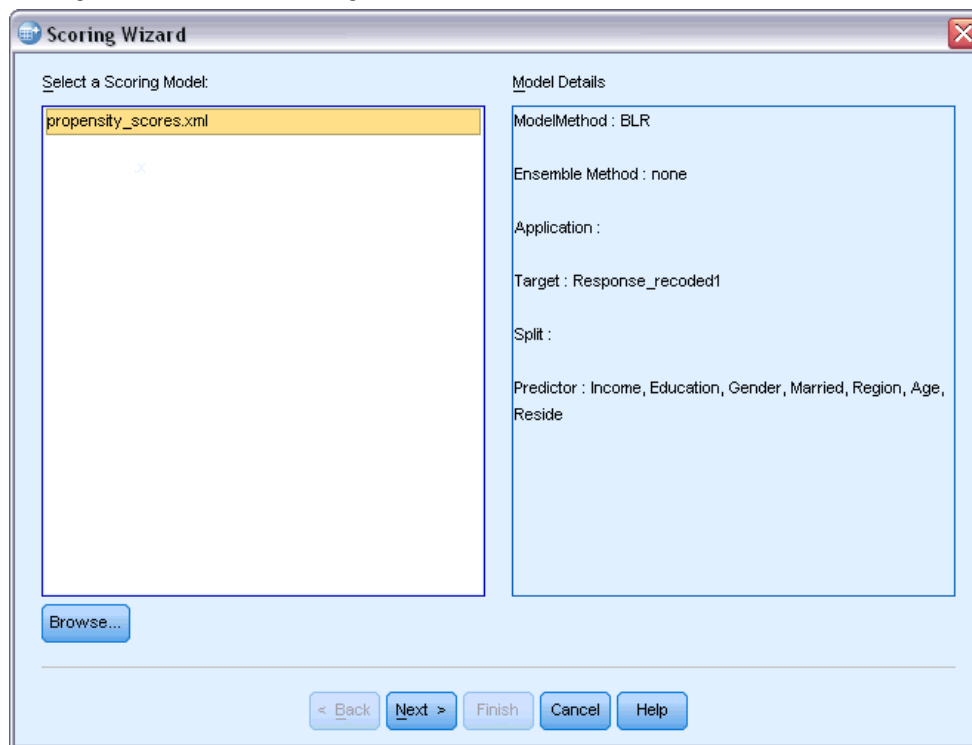 Scoring Wizard
Select a Scoring Model:
propensity_scores.xml
Model Details
ModelMethod : BLR
Ensemble Method : none
Application :
Target : Response_recoded1
Split :
Predictor : Income, Education, Gender, Married, Region, Age,
Reside
Browse...
< Back
Next >
Finish
Cancel
Help